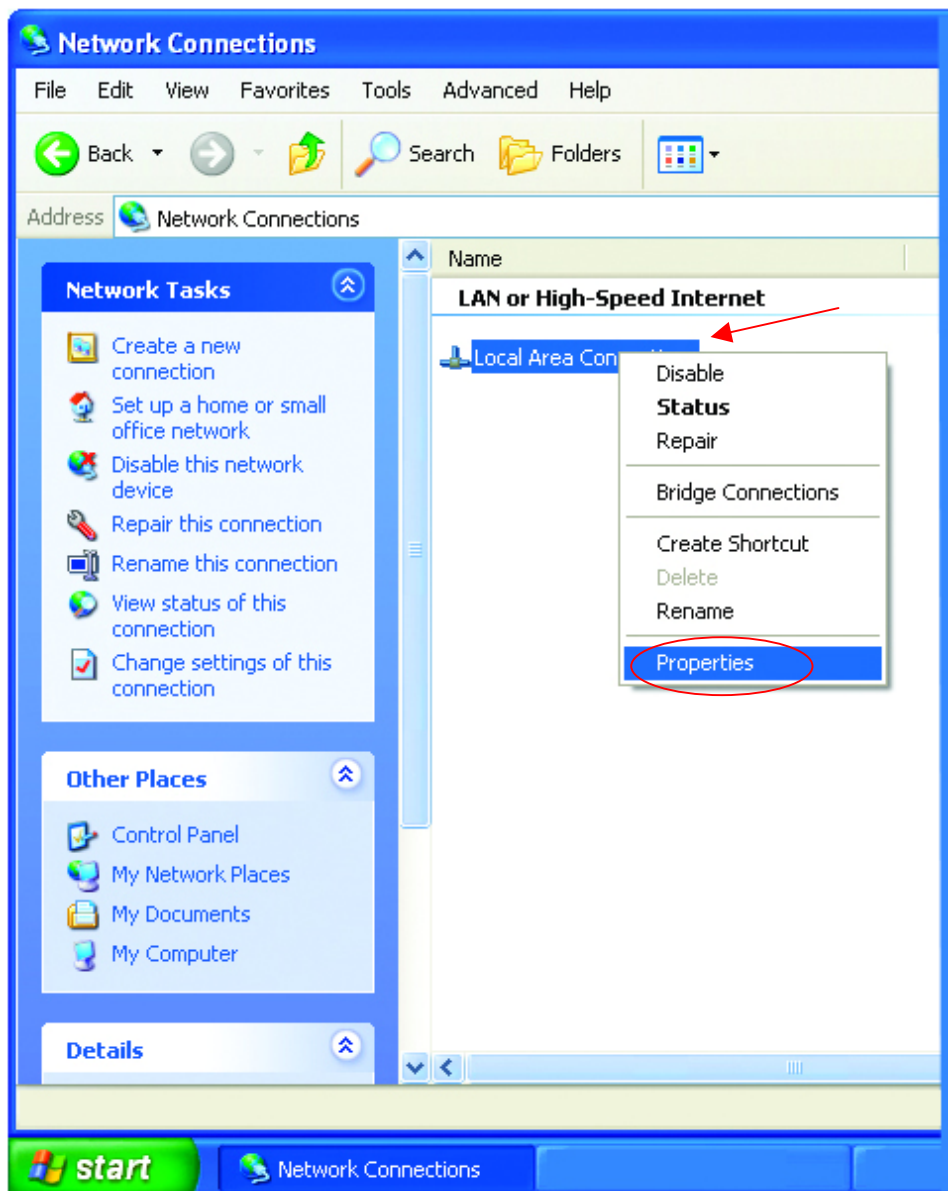 Network Connections
File Edit View Favorites Tools Advanced Help
Back Search Folders
Address Network Connections
Network Tasks
Create a new
connection
Set up a home or small
office network
Disable this network
device
Repair this connection
Rename this connection
View status of this
connection
Change settings of this
connection
Other Places
Control Panel
My Network Places
My Documents
My Computer
Details
Name
LAN or High-Speed Internet
Local Area
Disable
Status
Repair
Bridge Connections
Create Shortcut
Delete
Rename
Properties
start Network Connections